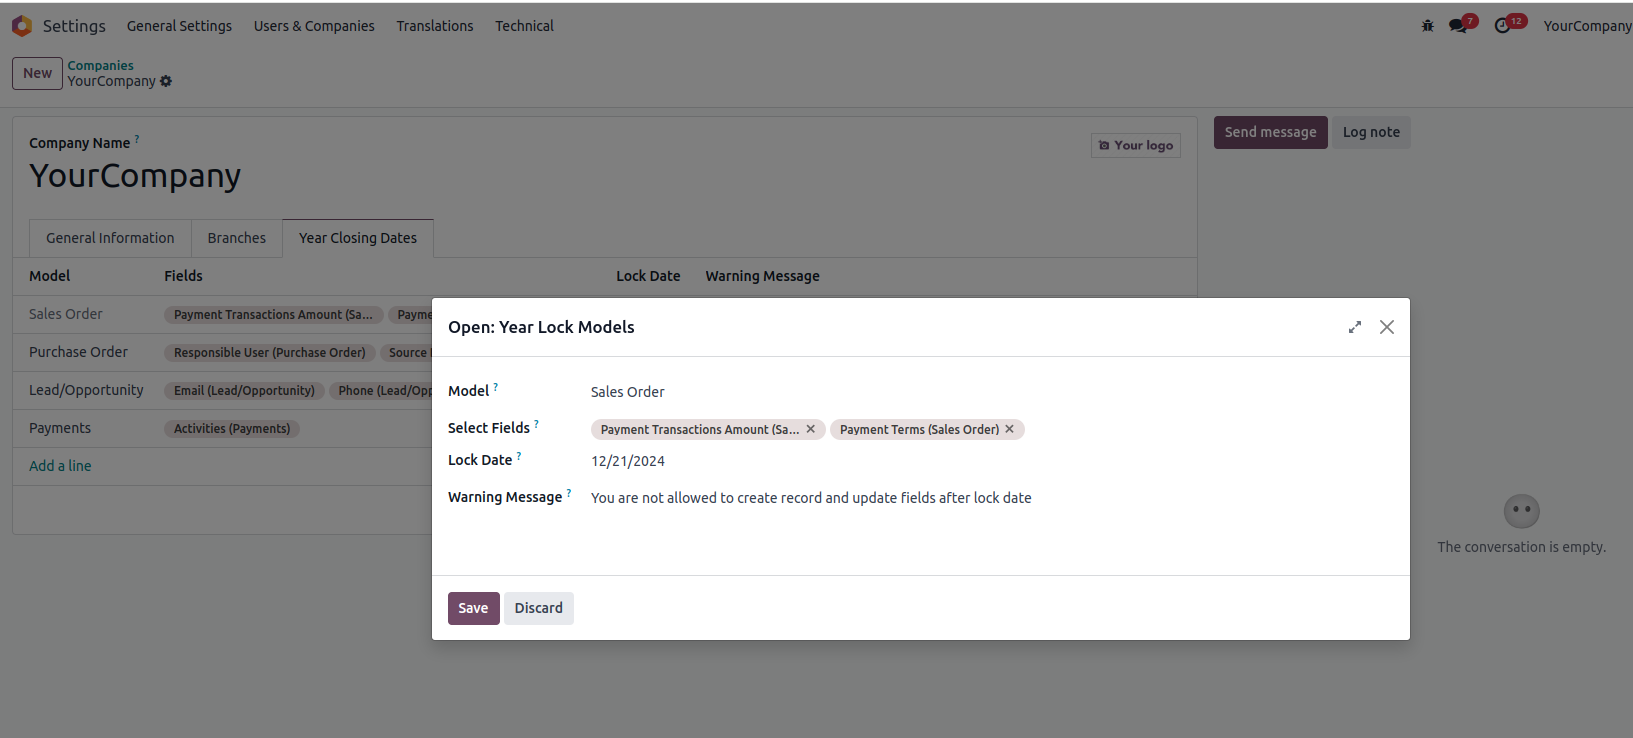 Settings General Settings Users & Companies Translations Technical 7 12 YourCompany
New Companies
YourCompany
Company Name ?
YourCompany
Your logo
Send message Log note
General Information Branches Year Closing Dates
Model Fields Lock Date Warning Message
Sales Order Payment Transactions Amount (Sa... Payme
Purchase Order Responsible User (Purchase Order) Source
Lead/Opportunity Email (Lead/Opportunity) Phone (Lead/Opp
Payments Activities (Payments)
Add a line
Open: Year Lock Models
Model ? Sales Order
Select Fields ? Payment Transactions Amount (Sa... × Payment Terms (Sales Order) ×
Lock Date ? 12/21/2024
Warning Message ? You are not allowed to create record and update fields after lock date
Save Discard
The conversation is empty.